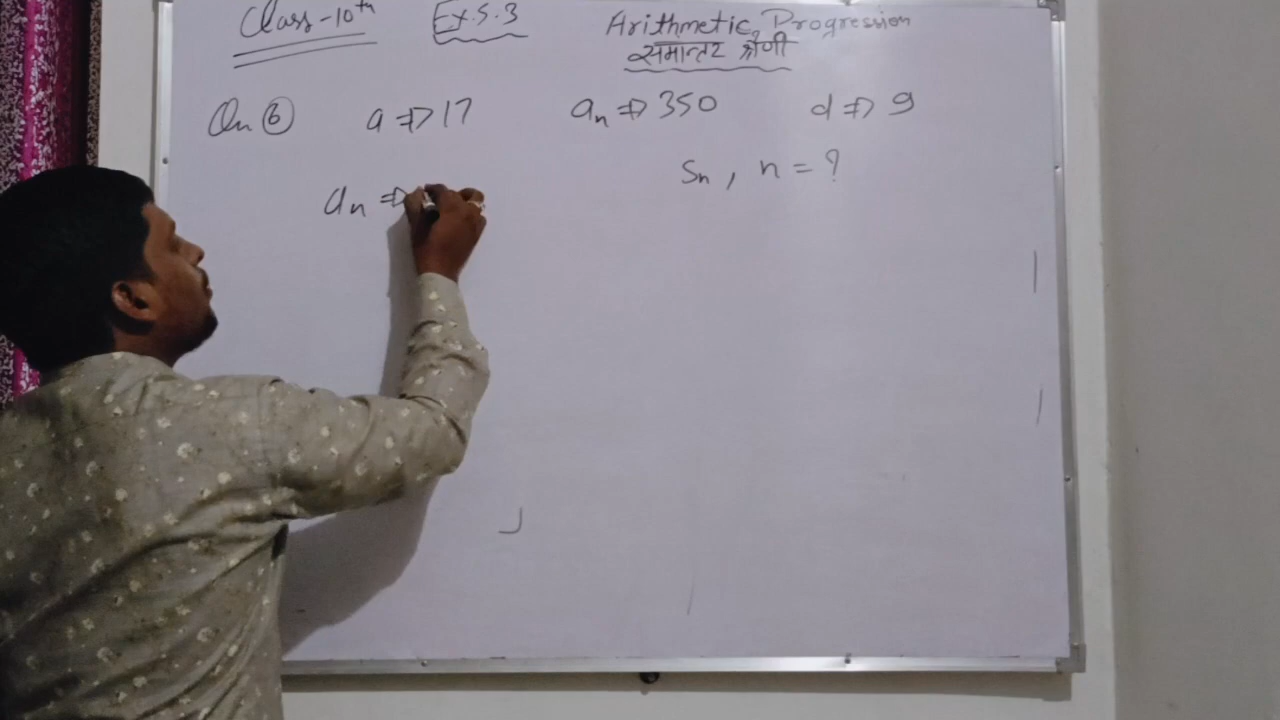 Class-10th Ex-5.3 Arithmetic Progression
समान्तर श्रेणी
Qn ⑥ a ⇒ 17 an ⇒ 350 d ⇒ 9
Sn, n = ?
an ⇒